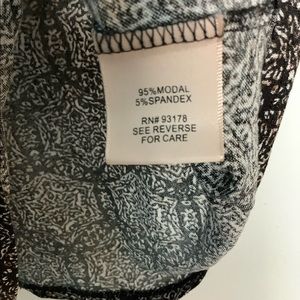 95%MODAL
5%SPANDEX
RN# 93178
SEE REVERSE
FOR CARE